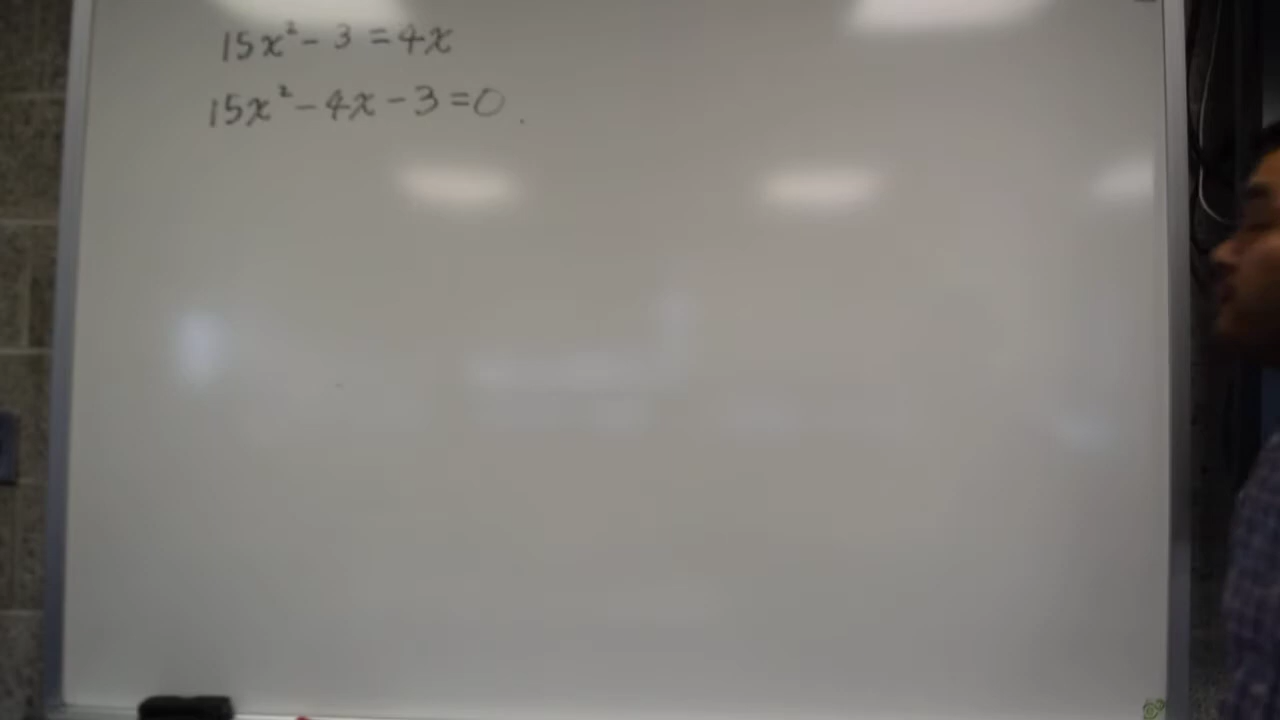 15x² - 3 = 4x
15x² - 4x - 3 = 0.